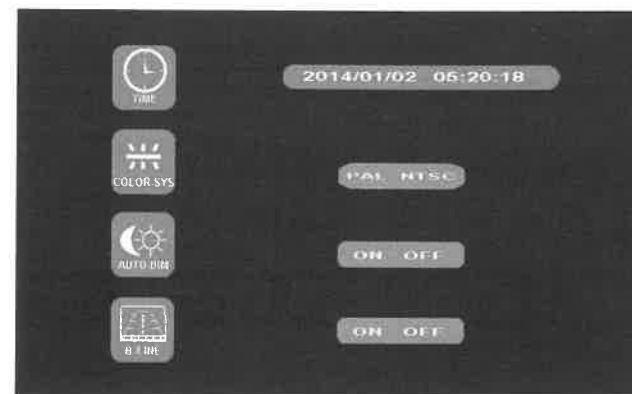 TIME
2014/01/02 05:20:18
COLOR SYS
PAL NTSC
AUTO DIM
ON OFF
ON OFF